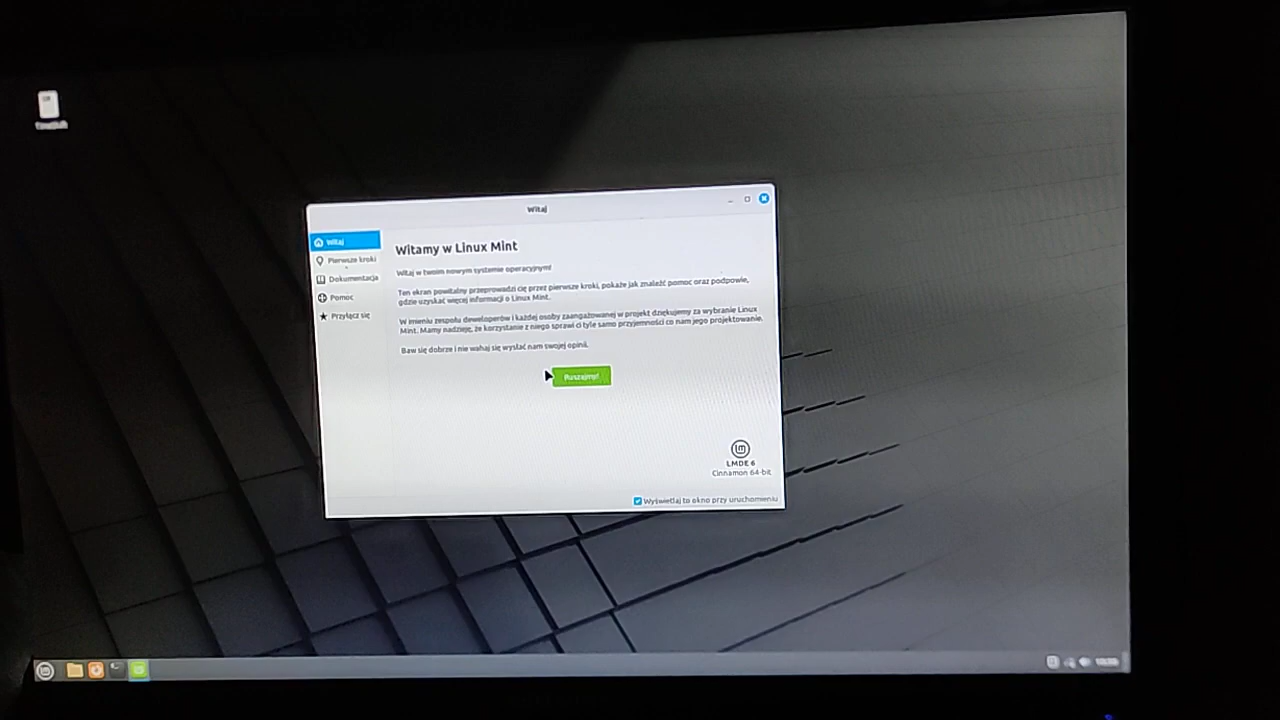 Witaj
Witaj
Pierwsze kroki
Dokumentacja
Pomoc
Przyłącz się
Witamy w Linux Mint
Witaj w twoim nowym systemie operacyjnym!
Ten ekran powitalny przeprowadzi cię przez pierwsze kroki, pokaże jak znaleźć pomoc oraz podpowie,
gdzie uzyskać więcej informacji o Linux Mint.
W imieniu zespołu deweloperów i każdej osoby zaangażowanej w projekt dziękujemy za wybranie Linux
Mint. Mamy nadzieję, że korzystanie z niego sprawi ci tyle samo przyjemności co nam jego projektowanie.
Baw się dobrze i nie wahaj się wysłać nam swojej opinii.
Ruszajmy!
LMDE 6
Cinnamon 64-bit
Wyświetlaj to okno przy uruchomieniu